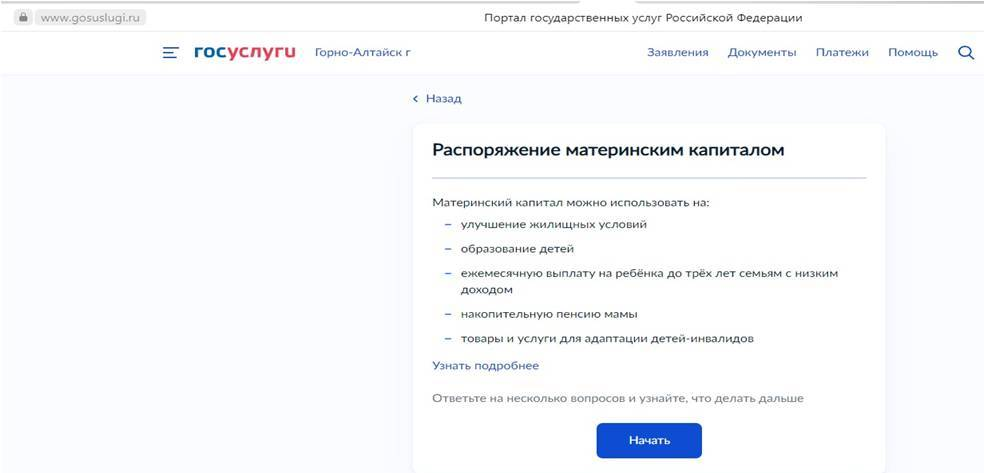 www.gosuslugi.ru Портал государственных услуг Российской Федерации
госуслуги Горно-Алтайск г Заявления Документы Платежи Помощь
Назад
Распоряжение материнским капиталом
Материнский капитал можно использовать на:
– улучшение жилищных условий
– образование детей
– ежемесячную выплату на ребёнка до трёх лет семьям с низким
доходом
– накопительную пенсию мамы
– товары и услуги для адаптации детей-инвалидов
Узнать подробнее
Ответьте на несколько вопросов и узнайте, что делать дальше
Начать